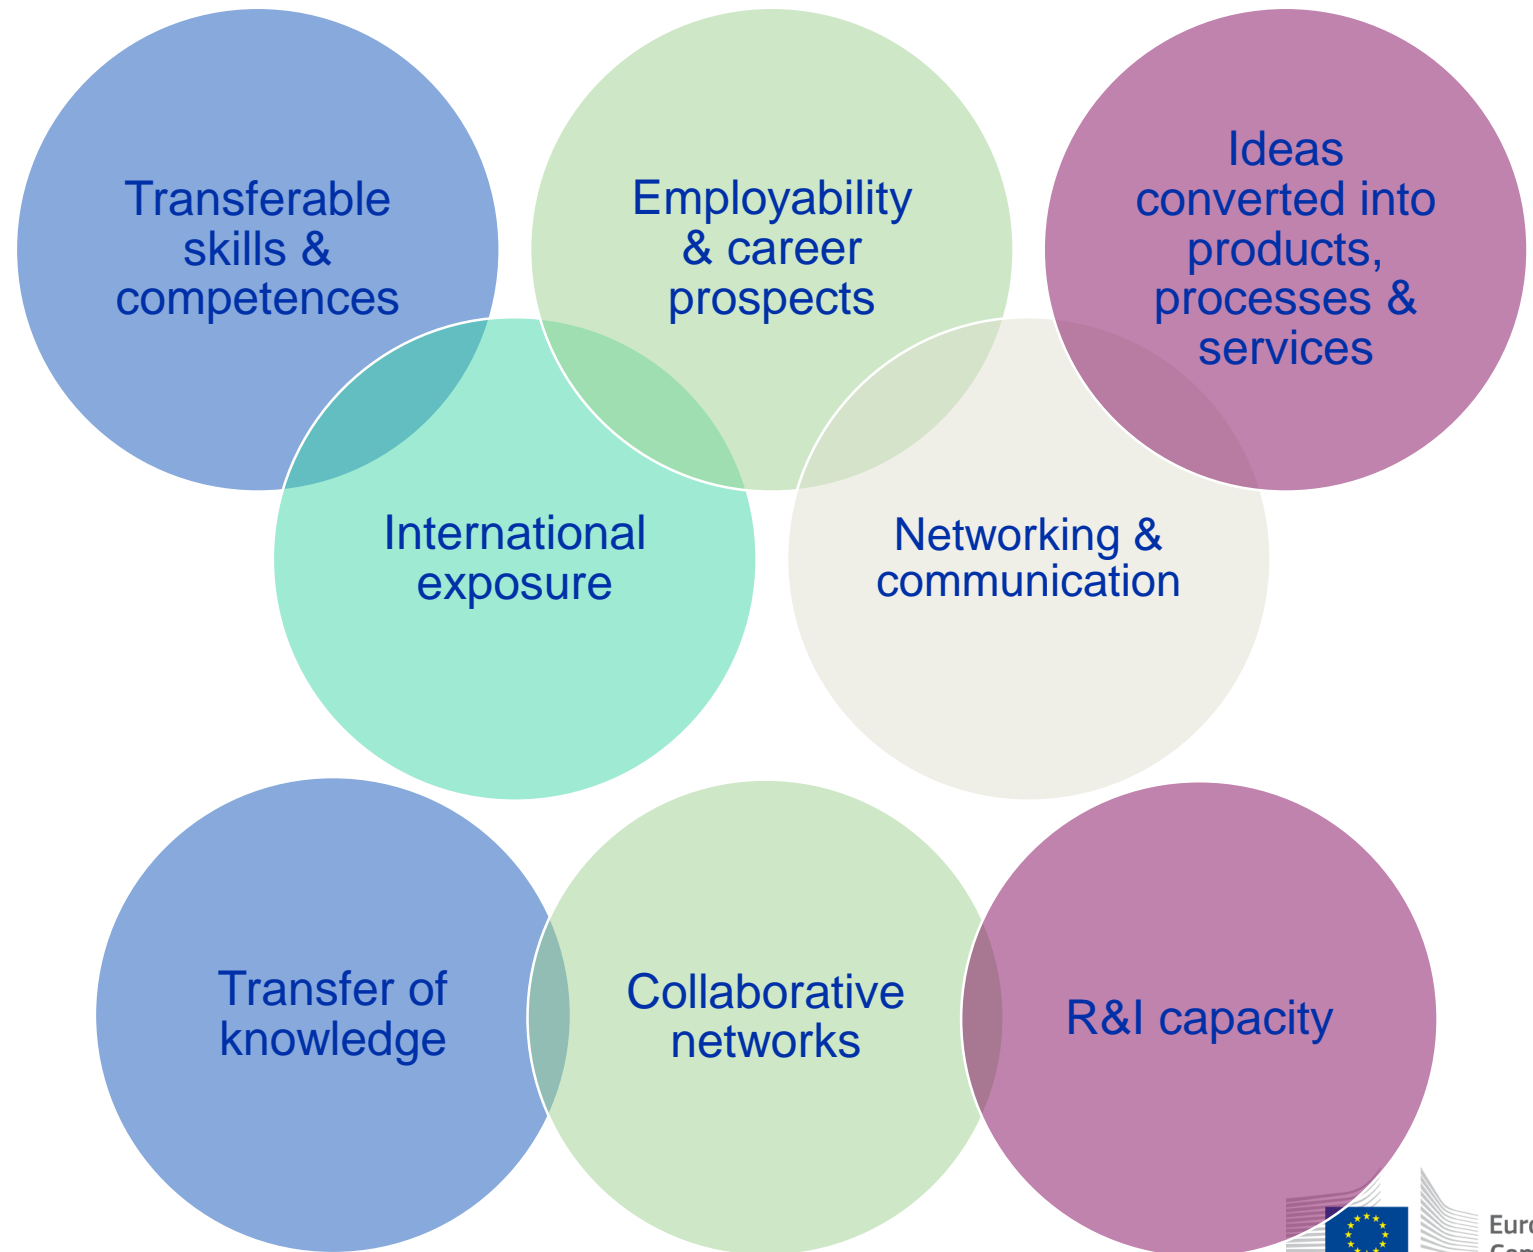 Transferable
skills &
competences
Employability
& career
prospects
Ideas
converted into
products,
processes &
services
International
exposure
Networking &
communication
Transfer of
knowledge
Collaborative
networks
R&I capacity